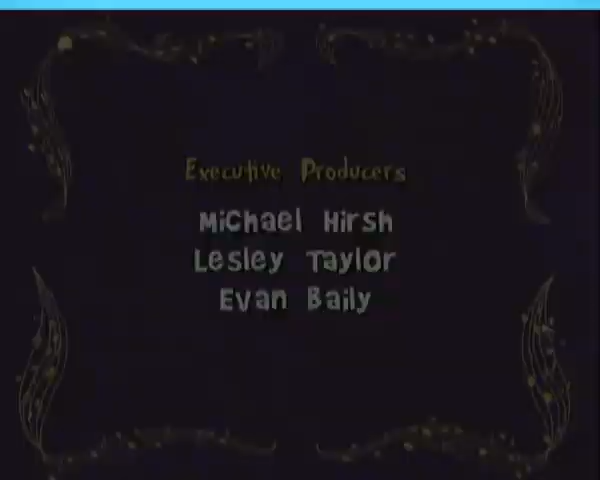 Executive Producers
Michael Hirsh
Lesley Taylor
Evan Baily